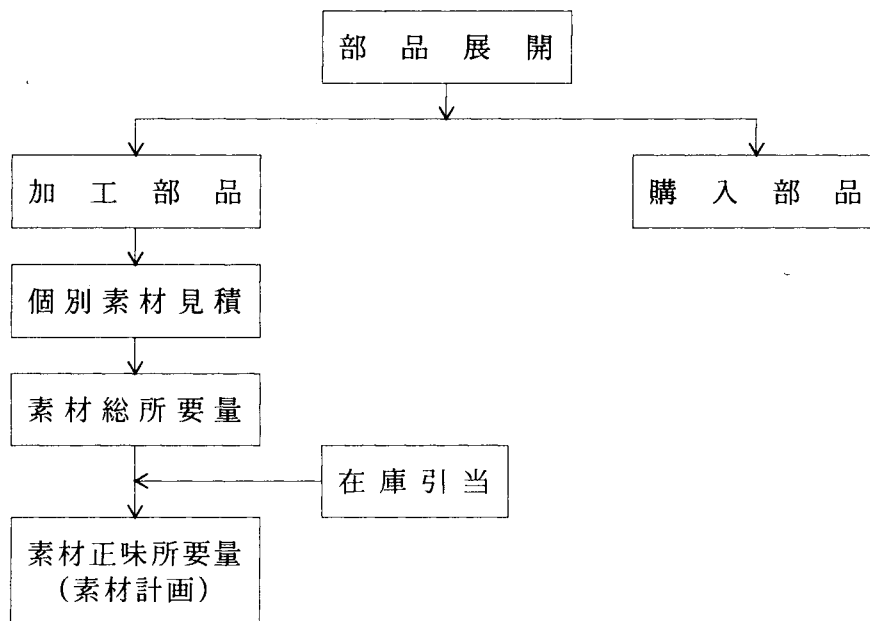 部品展開
加工部品
購入部品
個別素材見積
素材総所要量
在庫引当
素材正味所要量
(素材計画)